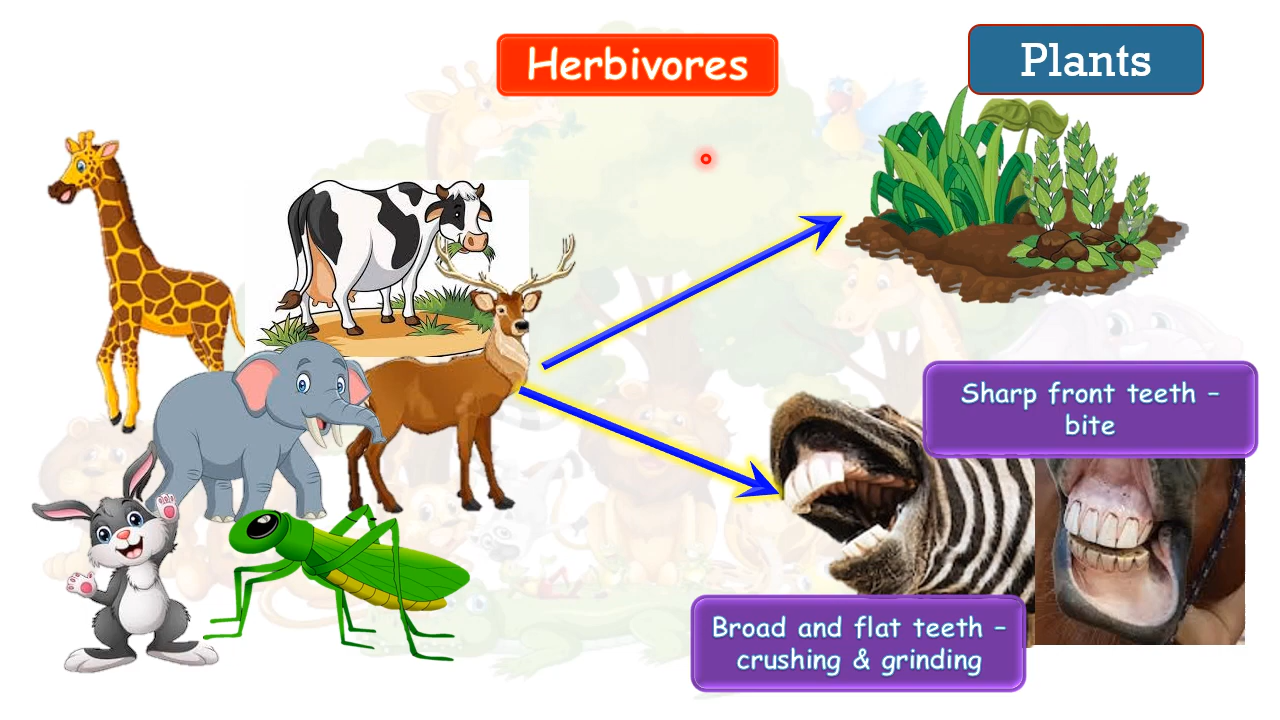 Herbivores
Plants
Sharp front teeth –
bite
Broad and flat teeth –
crushing & grinding